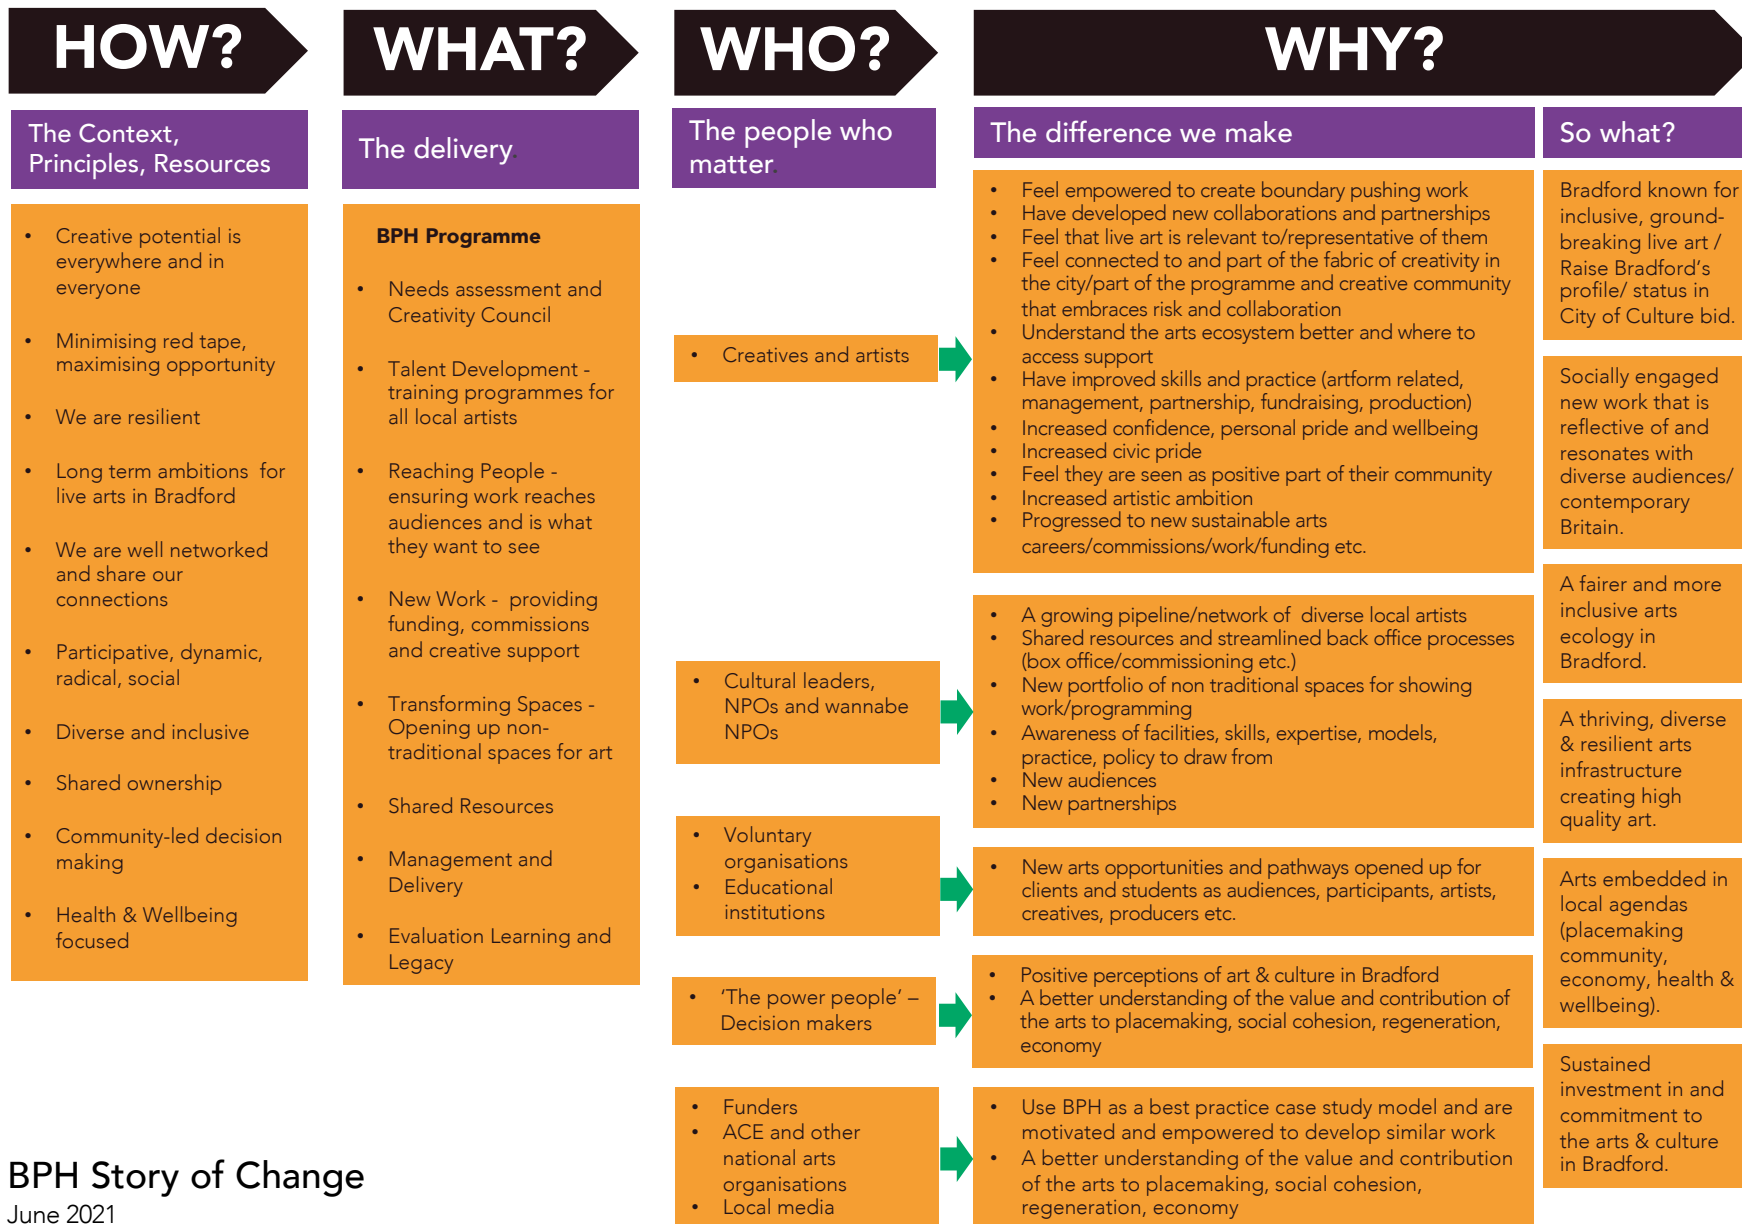 HOW?
The Context,
Principles, Resources
• Creative potential is
everywhere and in
everyone
• Minimising red tape,
maximising opportunity
• We are resilient
• Long term ambitions  for
live arts in Bradford
• We are well networked
and share our
connections
• Participative, dynamic,
radical, social
• Diverse and inclusive
• Shared ownership
• Community-led decision
making
• Health & Wellbeing
focused
WHAT?
The delivery.
BPH Programme
• Needs assessment and
Creativity Council
• Talent Development -
training programmes for
all local artists
• Reaching People -
ensuring work reaches
audiences and is what
they want to see
• New Work -  providing
funding, commissions
and creative support
• Transforming Spaces -
Opening up non-
traditional spaces for art
• Shared Resources
• Management and
Delivery
• Evaluation Learning and
Legacy
WHO?
The people who
matter.
• Creatives and artists
• Cultural leaders,
NPOs and wannabe
NPOs
• Voluntary
organisations
• Educational
institutions
• ‘The power people’ –
Decision makers
• Funders
• ACE and other
national arts
organisations
• Local media
WHY?
The difference we make
• Feel empowered to create boundary pushing work
• Have developed new collaborations and partnerships
• Feel that live art is relevant to/representative of them
• Feel connected to and part of the fabric of creativity in
the city/part of the programme and creative community
that embraces risk and collaboration
• Understand the arts ecosystem better and where to
access support
• Have improved skills and practice (artform related,
management, partnership, fundraising, production)
• Increased confidence, personal pride and wellbeing
• Increased civic pride
• Feel they are seen as positive part of their community
• Increased artistic ambition
• Progressed to new sustainable arts
careers/commissions/work/funding etc.
• A growing pipeline/network of  diverse local artists
• Shared resources and streamlined back office processes
(box office/commissioning etc.)
• New portfolio of non traditional spaces for showing
work/programming
• Awareness of facilities, skills, expertise, models,
practice, policy to draw from
• New audiences
• New partnerships
• New arts opportunities and pathways opened up for
clients and students as audiences, participants, artists,
creatives, producers etc.
• Positive perceptions of art & culture in Bradford
• A better understanding of the value and contribution of
the arts to placemaking, social cohesion, regeneration,
economy
• Use BPH as a best practice case study model and are
motivated and empowered to develop similar work
• A better understanding of the value and contribution
of the arts to placemaking, social cohesion,
regeneration, economy
So what?
Bradford known for
inclusive, ground-
breaking live art /
Raise Bradford’s
profile/ status in
City of Culture bid.
Socially engaged
new work that is
reflective of and
resonates with
diverse audiences/
contemporary
Britain.
A fairer and more
inclusive arts
ecology in
Bradford.
A thriving, diverse
& resilient arts
infrastructure
creating high
quality art.
Arts embedded in
local agendas
(placemaking
community,
economy, health &
wellbeing).
Sustained
investment in and
commitment to
the arts & culture
in Bradford.
BPH Story of Change
June 2021